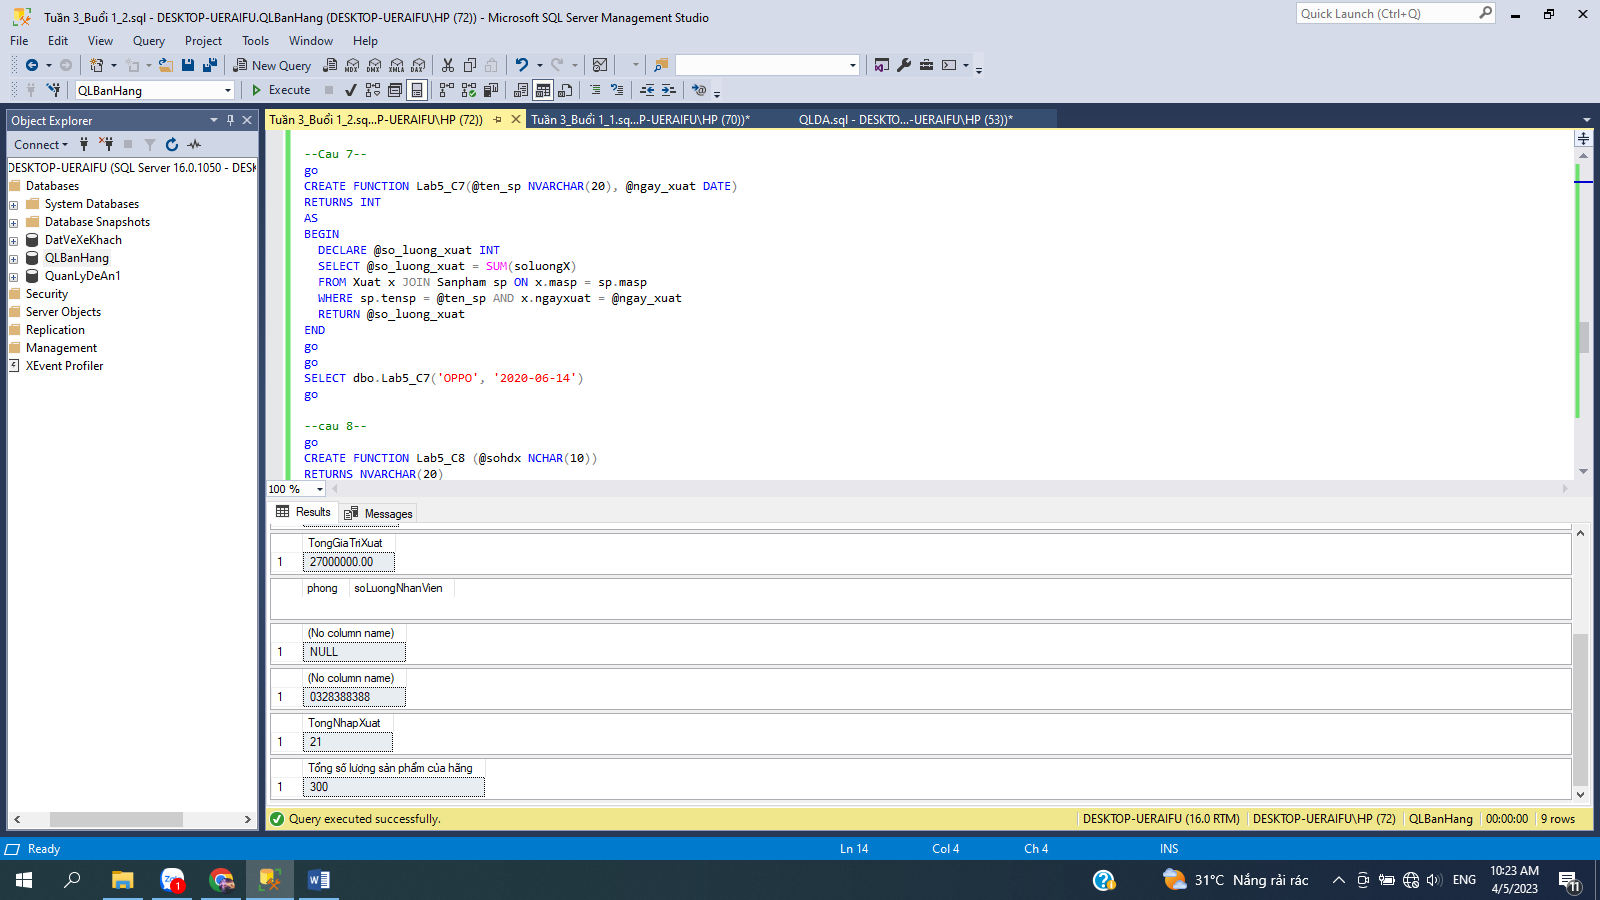 Tuần 3_Buổi 1_2.sql - DESKTOP-UERAIFU.QLBanHang (DESKTOP-UERAIFU\HP (72)) - Microsoft SQL Server Management Studio
Quick Launch (Ctrl+Q)
File Edit View Query Project Tools Window Help
New Query MDX DMX XMLA DAX
QLBanHang Execute
Object Explorer
Tuần 3_Buổi 1_2.sq...P-UERAIFU\HP (72)) Tuần 3_Buổi 1_1.sq...P-UERAIFU\HP (70))* QLDA.sql - DESKTO...-UERAIFU\HP (53))*
Connect
DESKTOP-UERAIFU (SQL Server 16.0.1050 - DESK
Databases
System Databases
Database Snapshots
DatVeXeKhach
QLBanHang
QuanLyDeAn1
Security
Server Objects
Replication
Management
XEvent Profiler
--Cau 7--
go
CREATE FUNCTION Lab5_C7(@ten_sp NVARCHAR(20), @ngay_xuat DATE)
RETURNS INT
AS
BEGIN
DECLARE @so_luong_xuat INT
SELECT @so_luong_xuat = SUM(soluongX)
FROM Xuat x JOIN Sanpham sp ON x.masp = sp.masp
WHERE sp.tensp = @ten_sp AND x.ngayxuat = @ngay_xuat
RETURN @so_luong_xuat
END
go
go
SELECT dbo.Lab5_C7('OPPO', '2020-06-14')
go
--cau 8--
go
CREATE FUNCTION Lab5_C8 (@sohdx NCHAR(10))
RETURNS NVARCHAR(20)
100 %
Results Messages
TongGiaTriXuat
1 27000000.00
phong soLuongNhanVien
(No column name)
1 NULL
(No column name)
1 0328388388
TongNhapXuat
1 21
Tổng số lượng sản phẩm của hãng
1 300
Query executed successfully. DESKTOP-UERAIFU (16.0 RTM) DESKTOP-UERAIFU\HP (72) QLBanHang 00:00:00 9 rows
Ready Ln 14 Col 4 Ch 4 INS
Zalo 1
31°C Nắng rải rác
ENG
10:23 AM
4/5/2023
11